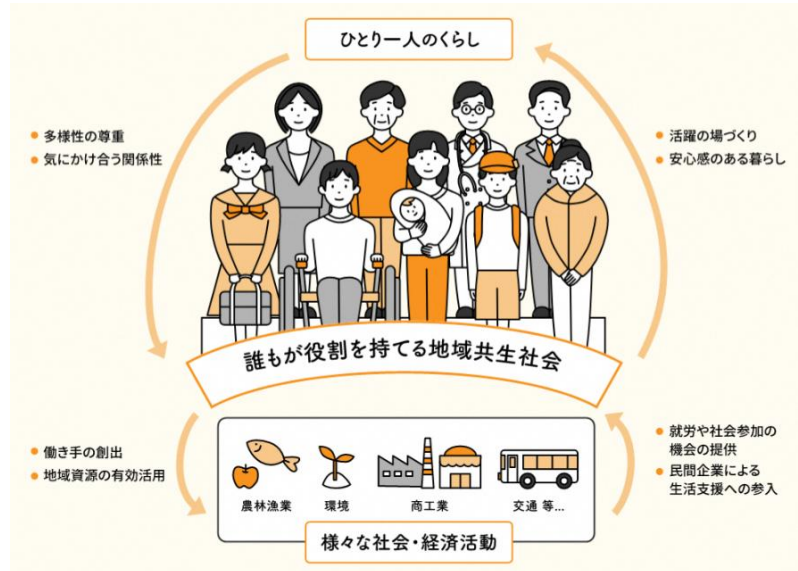 ひとり一人のくらし
● 多様性の尊重
● 気にかけ合う関係性
● 活躍の場づくり
● 安心感のある暮らし
誰もが役割を持てる地域共生社会
● 働き手の創出
● 地域資源の有効活用
● 就労や社会参加の
機会の提供
● 民間企業による
生活支援への参入
農林漁業 環境 商工業 交通 等...
様々な社会・経済活動